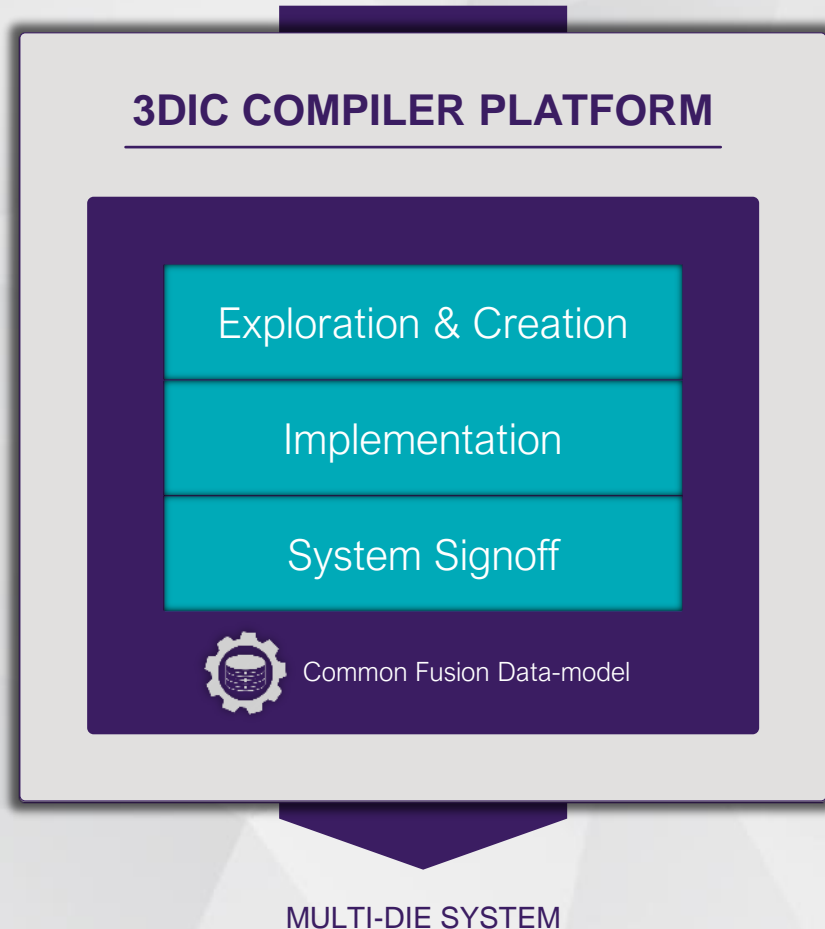 3DIC COMPILER PLATFORM
Exploration & Creation
Implementation
System Signoff
Common Fusion Data-model
MULTI-DIE SYSTEM